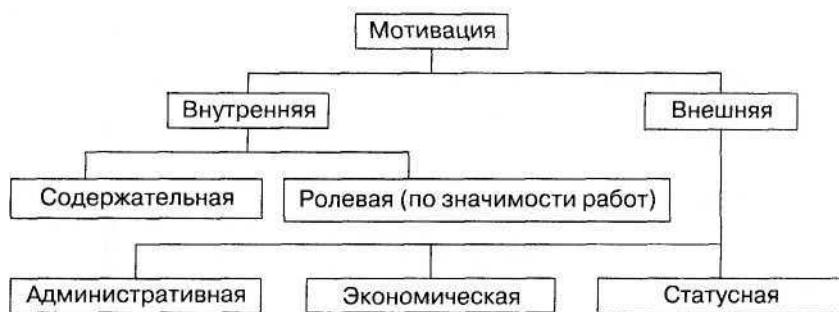 Мотивация
Внутренняя
Внешняя
Содержательная
Ролевая (по значимости работ)
Административная
Экономическая
Статусная